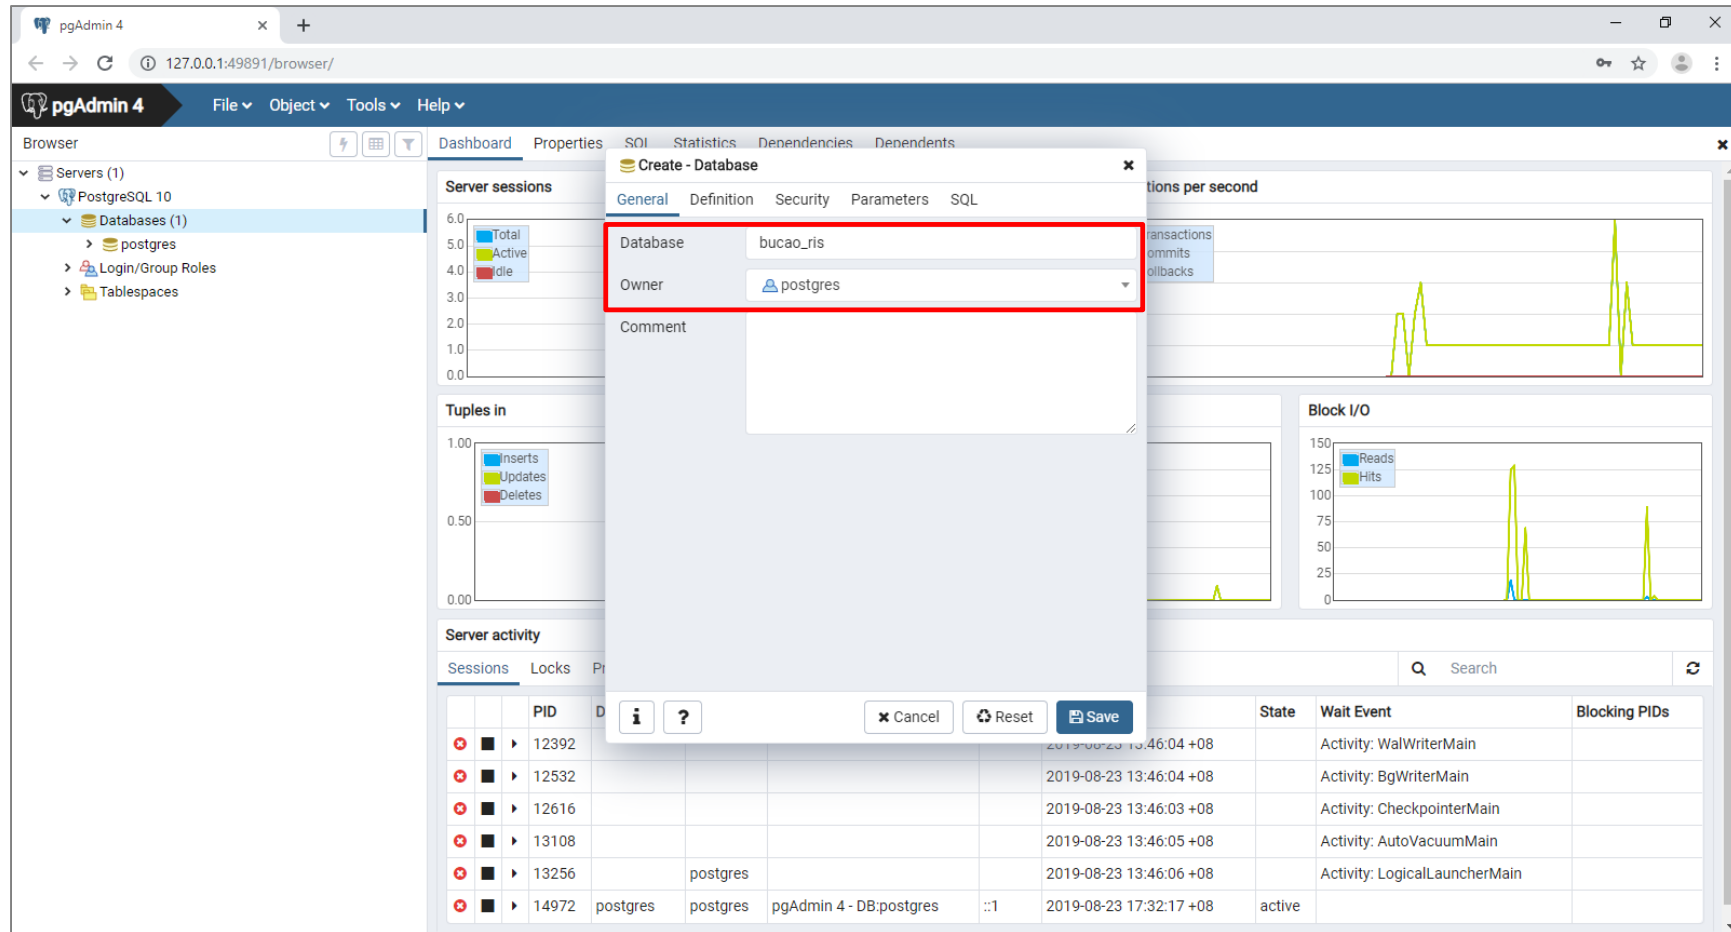 pgAdmin 4
127.0.0.1:49891/browser/
pgAdmin 4 File Object Tools Help
Browser
Dashboard Properties SQL Statistics Dependencies Dependents
Servers (1)
PostgreSQL 10
Databases (1)
postgres
Login/Group Roles
Tablespaces
Create - Database
General Definition Security Parameters SQL
Database bucao_ris
Owner postgres
Comment
i ? Cancel Reset Save
Server sessions
6.0
5.0
4.0
3.0
2.0
1.0
0.0
Total
Active
Idle
per second
Tuples in
1.00
0.50
0.00
Inserts
Updates
Deletes
Block I/O
150
125
100
75
50
25
0
Reads
Hits
Server activity
Sessions Locks
Search
PID State Wait Event Blocking PIDs
12392 2019-08-23 13:46:04 +08 Activity: WalWriterMain
12532 2019-08-23 13:46:04 +08 Activity: BgWriterMain
12616 2019-08-23 13:46:03 +08 Activity: CheckpointerMain
13108 2019-08-23 13:46:05 +08 Activity: AutoVacuumMain
13256 postgres 2019-08-23 13:46:06 +08 Activity: LogicalLauncherMain
14972 postgres postgres pgAdmin 4 - DB:postgres ::1 2019-08-23 17:32:17 +08 active